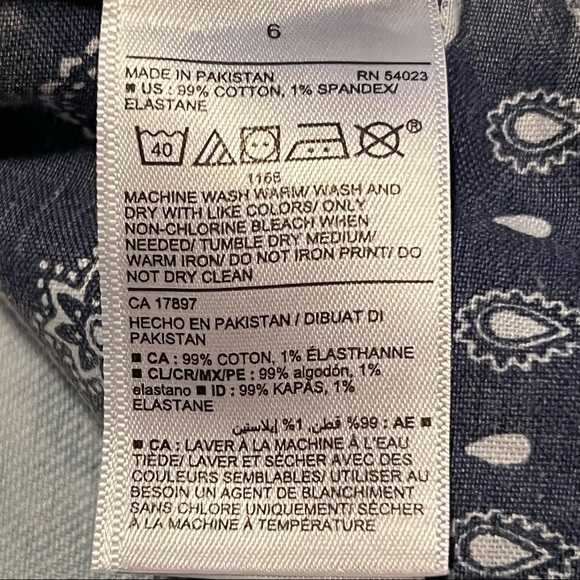 6
MADE IN PAKISTAN RN 54023
■ US : 99% COTTON, 1% SPANDEX/
ELASTANE
40
®
116B
MACHINE WASH WARM/ WASH AND
DRY WITH LIKE COLORS/ ONLY
NON-CHLORINE BLEACH WHEN
NEEDED/ TUMBLE DRY MEDIUM/
WARM IRON/ DO NOT IRON PRINT/ DO
NOT DRY CLEAN
CA 17897
HECHO EN PAKISTAN / DIBUAT DI
PAKISTAN
■ CA : 99% COTON, 1% ÉLASTHANNE
■ CL/CR/MX/PE : 99% algodón, 1%
elastano ■ ID : 99% KAPAS, 1%
ELASTANE
■ AE : 99% قطن, 1% إيلاستين
■ CA : LAVER À LA MACHINE À L'EAU
TIÈDE/ LAVER ET SÉCHER AVEC DES
COULEURS SEMBLABLES/ UTILISER AU
BESOIN UN AGENT DE BLANCHIMENT
SANS CHLORE UNIQUEMENT/ SÉCHER
À LA MACHINE À TEMPÉRATURE